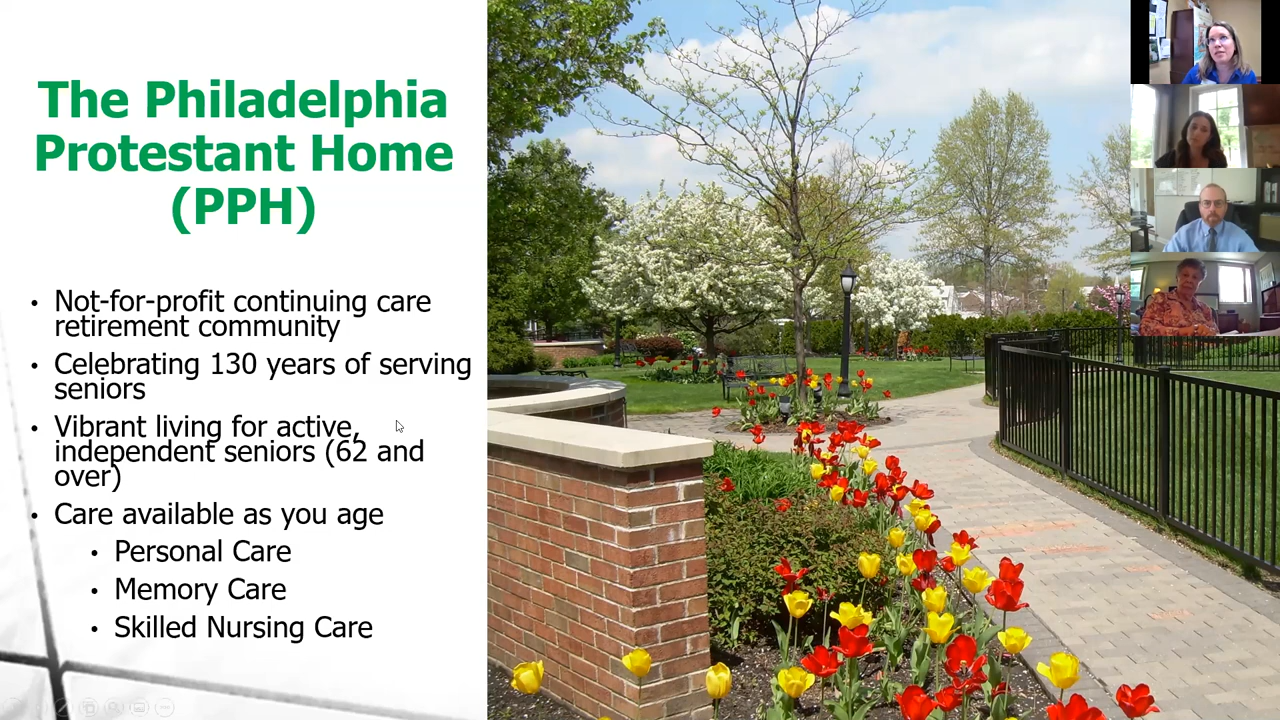 The Philadelphia
Protestant Home
(PPH)
• Not-for-profit continuing care
retirement community
• Celebrating 130 years of serving
seniors
• Vibrant living for active,
independent seniors (62 and
over)
• Care available as you age
• Personal Care
• Memory Care
• Skilled Nursing Care